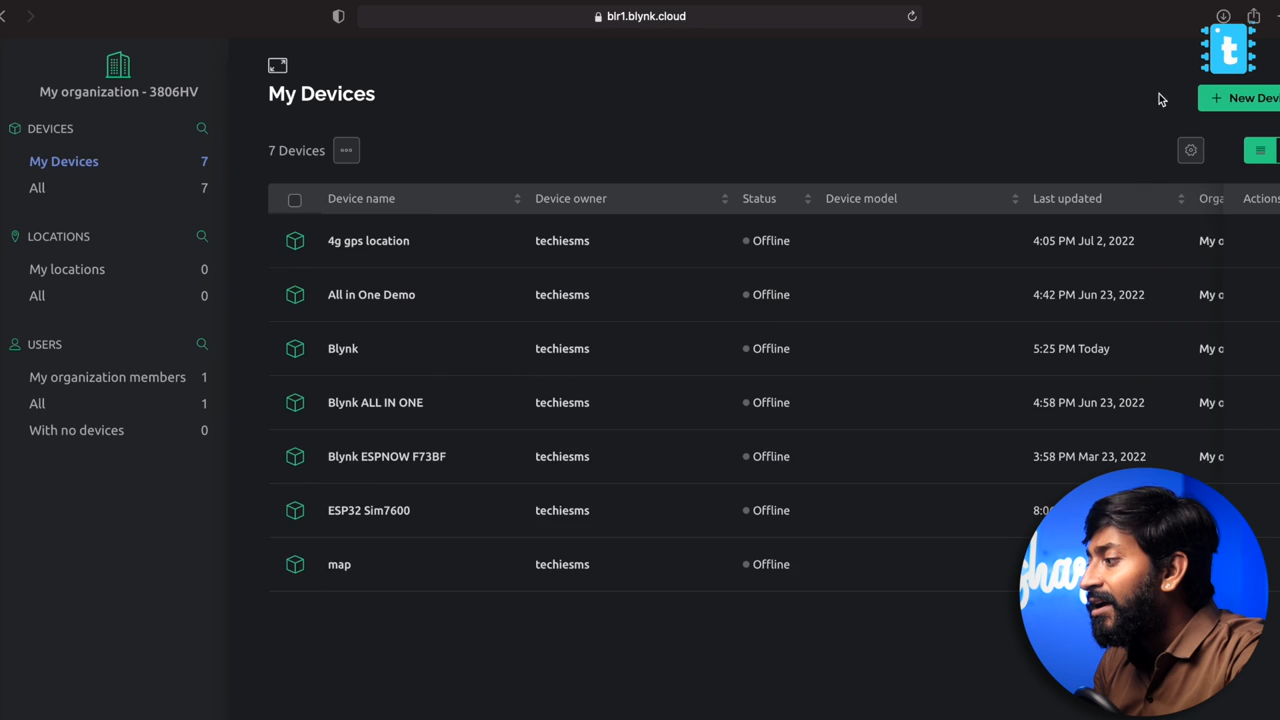 blr1.blynk.cloud
t
My organization - 3806HV
My Devices
+ New Devi
DEVICES
My Devices 7
All 7
LOCATIONS
My locations 0
All 0
USERS
My organization members 1
All 1
With no devices 0
7 Devices
Device name Device owner Status Device model Last updated Orga Actions
4g gps location techiesms Offline 4:05 PM Jul 2, 2022 My o
All in One Demo techiesms Offline 4:42 PM Jun 23, 2022 My o
Blynk techiesms Offline 5:25 PM Today My o
Blynk ALL IN ONE techiesms Offline 4:58 PM Jun 23, 2022 My o
Blynk ESPNOW F73BF techiesms Offline 3:58 PM Mar 23, 2022 My o
ESP32 Sim7600 techiesms Offline
map techiesms Offline